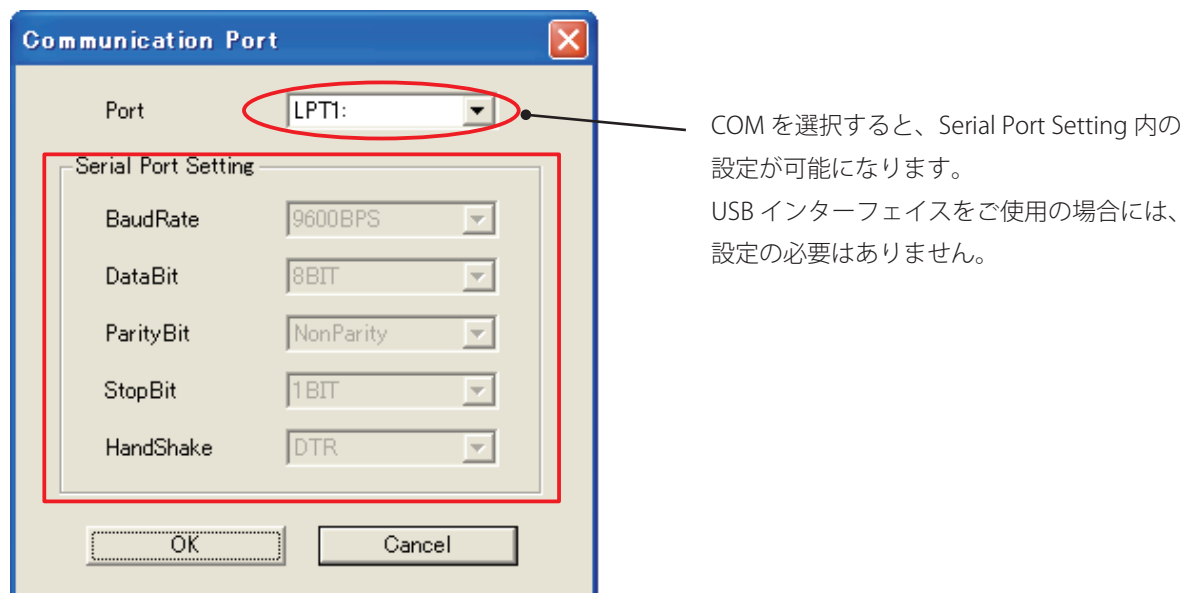 Communication Port
Port LPT1:
COM を選択すると、Serial Port Setting 内の
設定が可能になります。
USB インターフェイスをご使用の場合には、
設定の必要はありません。
Serial Port Setting
BaudRate 9600BPS
DataBit 8BIT
ParityBit NonParity
StopBit 1BIT
HandShake DTR
OK Cancel